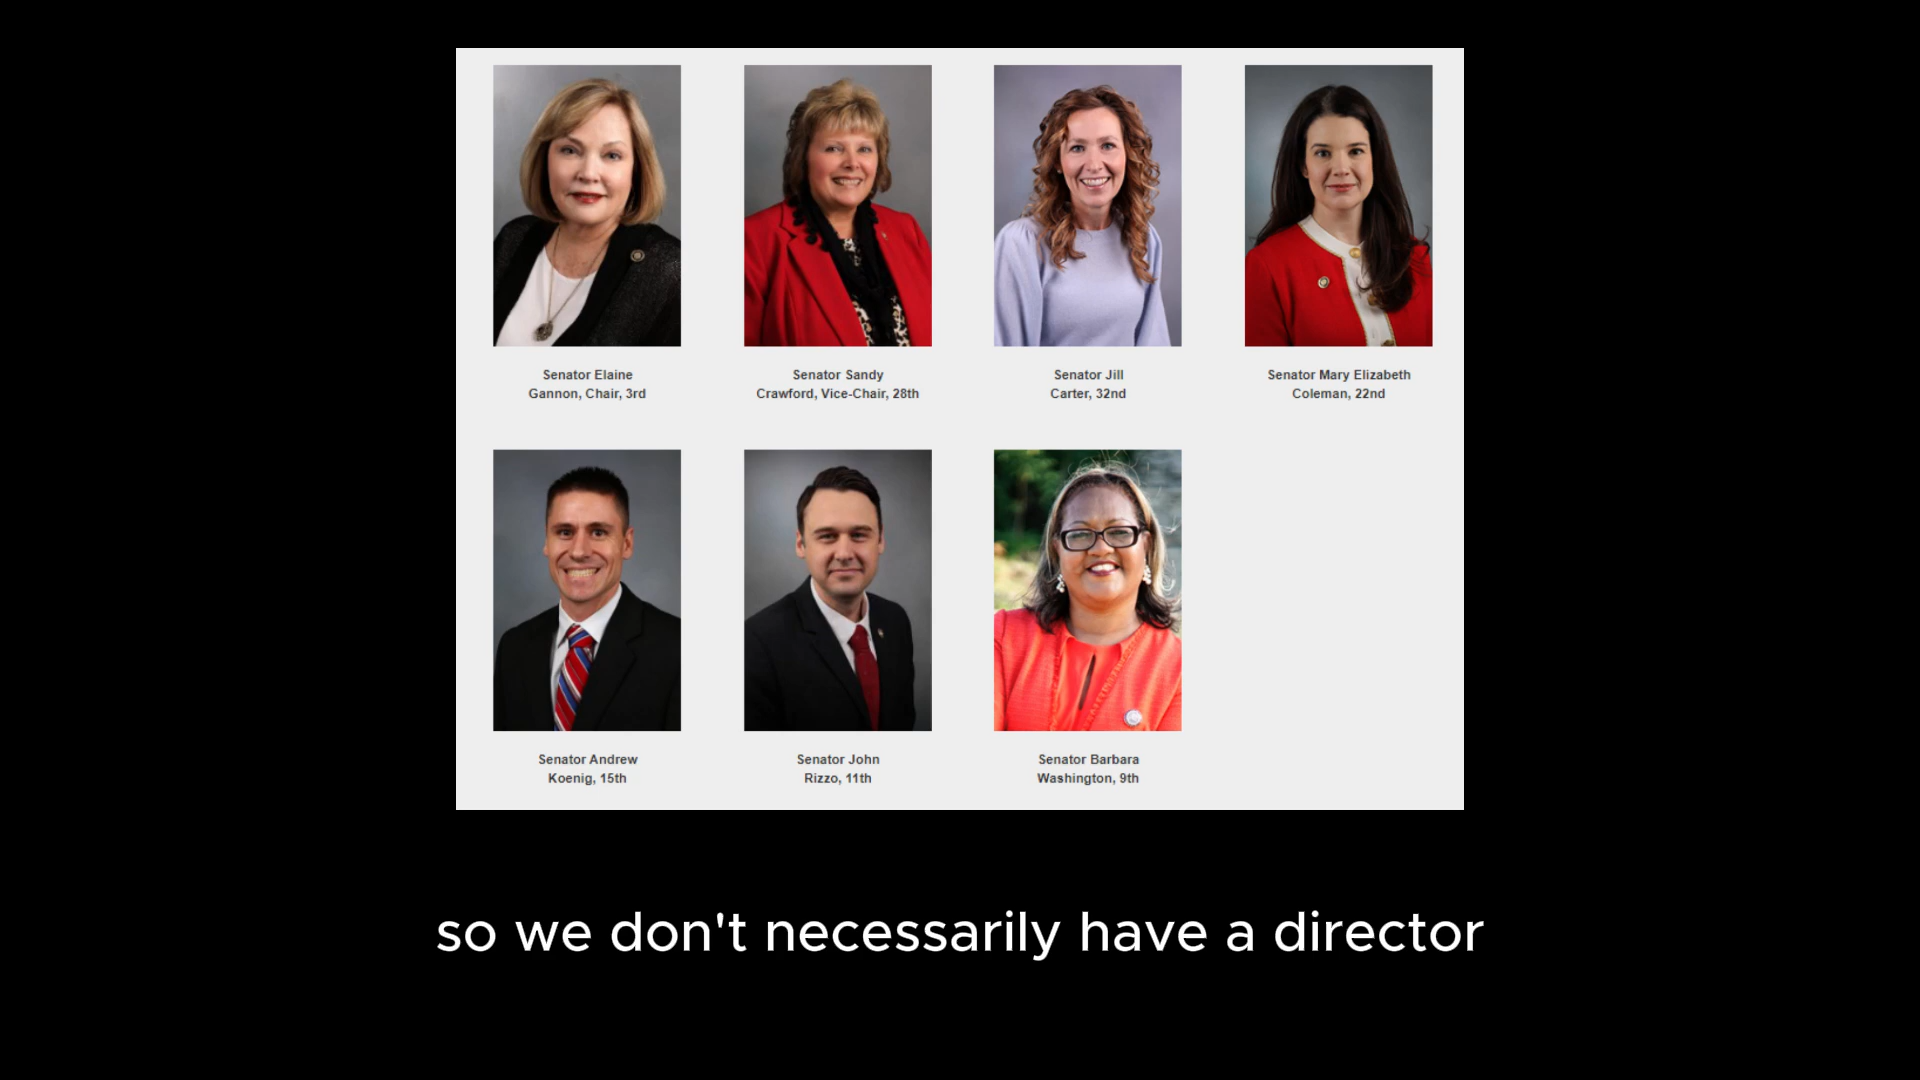 Senator Elaine
Gannon, Chair, 3rd
Senator Sandy
Crawford, Vice-Chair, 28th
Senator Jill
Carter, 32nd
Senator Mary Elizabeth
Coleman, 22nd
Senator Andrew
Koenig, 15th
Senator John
Rizzo, 11th
Senator Barbara
Washington, 9th
so we don't necessarily have a director